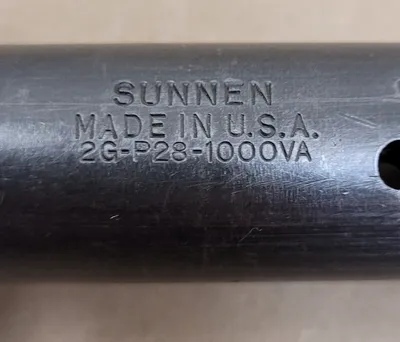 SUNNEN
MADE IN U.S.A.
2G-P28-1000VA